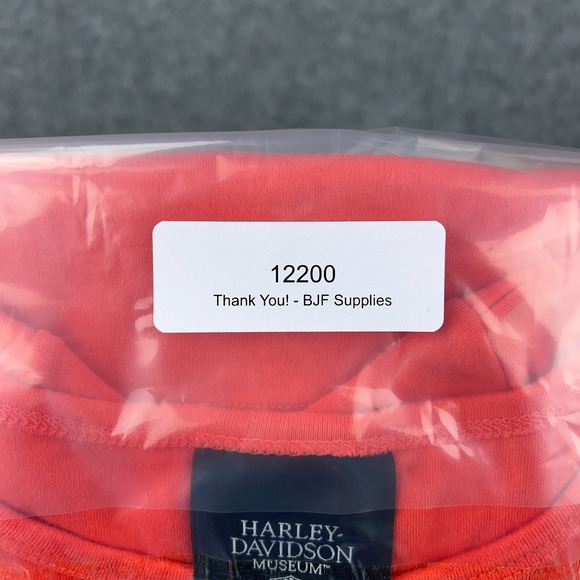 12200
Thank You! - BJF Supplies
HARLEY-
DAVIDSON
MUSEUM™